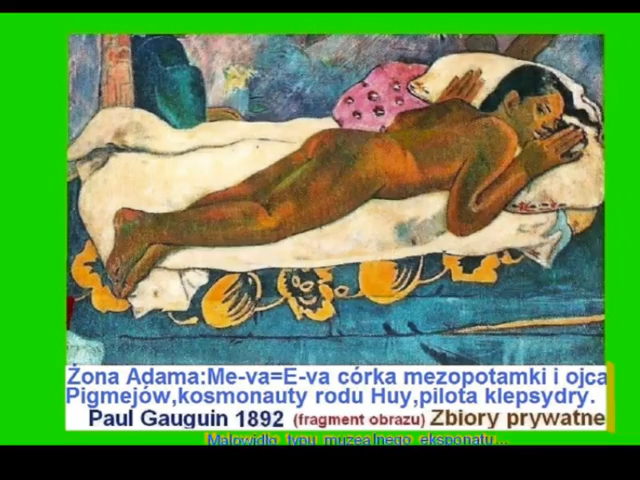 Żona Adama:Me-va=E-va córka mezopotamki i ojca
Pigmejów,kosmonauty rodu Huy,pilota klepsydry.
Paul Gauguin 1892 (fragment obrazu) Zbiory prywatne
Malowidło typu muzealnego eksponatu...